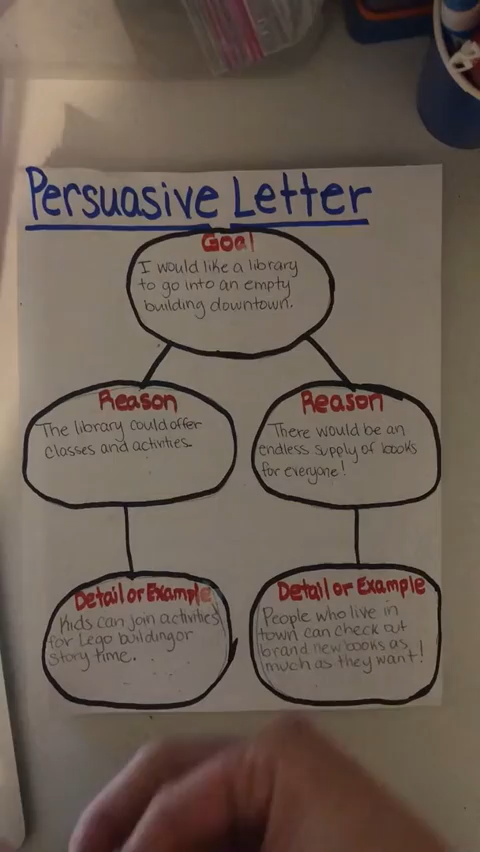 Persuasive Letter
Goal
I would like a library
to go into an empty
building downtown.
Reason
The library could offer
classes and activities.
Reason
There would be an
endless supply of books
for everyone!
Detail or Example
Kids can join activities
for Lego building or
story time.
Detail or Example
People who live in
town can check out
brand new books as
much as they want!